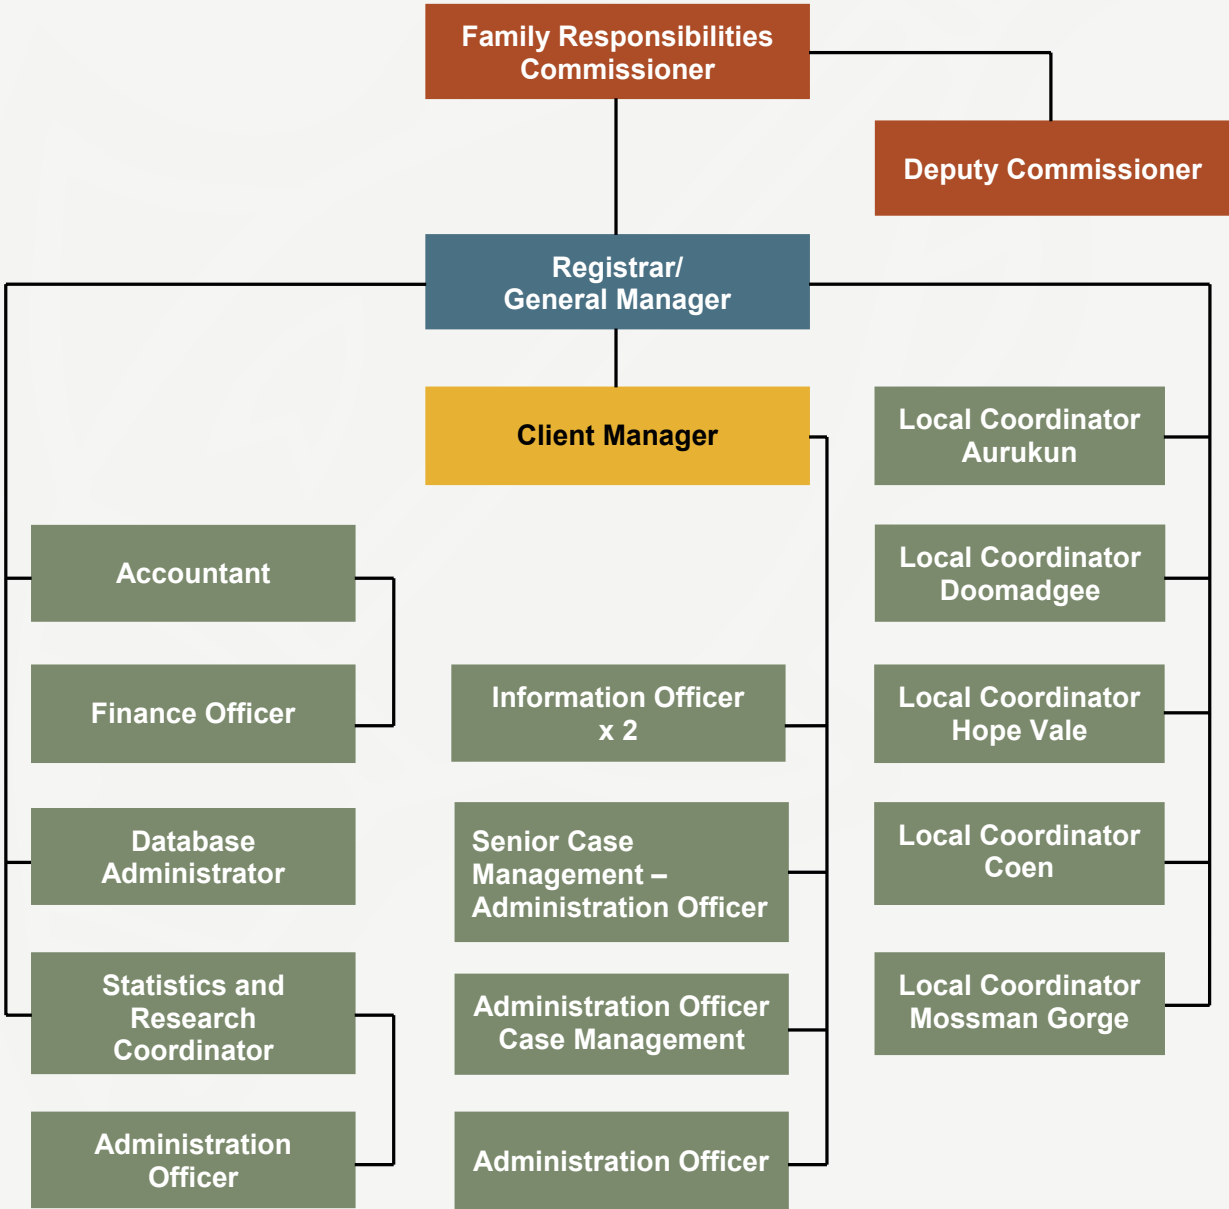 Family Responsibilities
Commissioner
Deputy Commissioner
Registrar/
General Manager
Client Manager
Local Coordinator
Aurukun
Accountant
Local Coordinator
Doomadgee
Finance Officer
Information Officer
x 2
Local Coordinator
Hope Vale
Database
Administrator
Senior Case
Management –
Administration Officer
Local Coordinator
Coen
Statistics and
Research
Coordinator
Administration Officer
Case Management
Local Coordinator
Mossman Gorge
Administration
Officer
Administration Officer